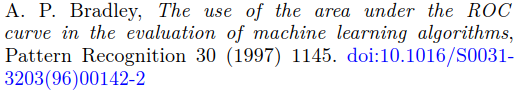 A. P. Bradley, The use of the area under the ROC
curve in the evaluation of machine learning algorithms,
Pattern Recognition 30 (1997) 1145. doi:10.1016/S0031-
3203(96)00142-2